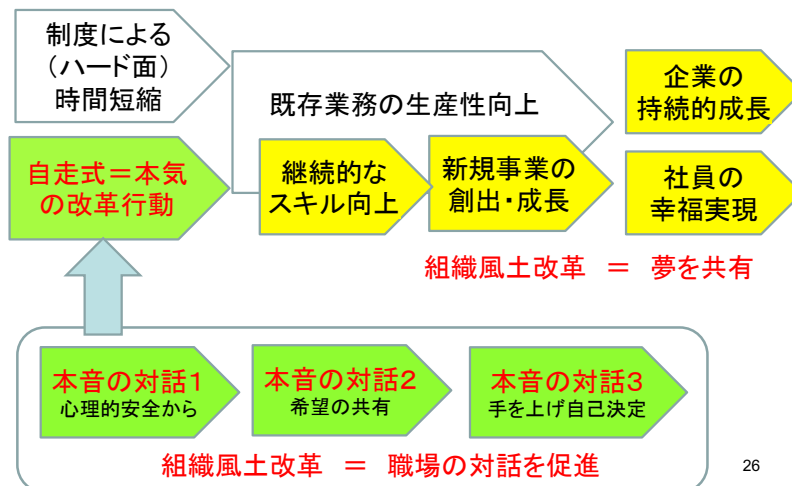 制度による
(ハード面)
時間短縮
既存業務の生産性向上
企業の
持続的成長
自走式＝本気
の改革行動
継続的な
スキル向上
新規事業の
創出・成長
社員の
幸福実現
組織風土改革 ＝ 夢を共有
本音の対話１
心理的安全から
本音の対話２
希望の共有
本音の対話３
手を上げ自己決定
組織風土改革 ＝ 職場の対話を促進
26